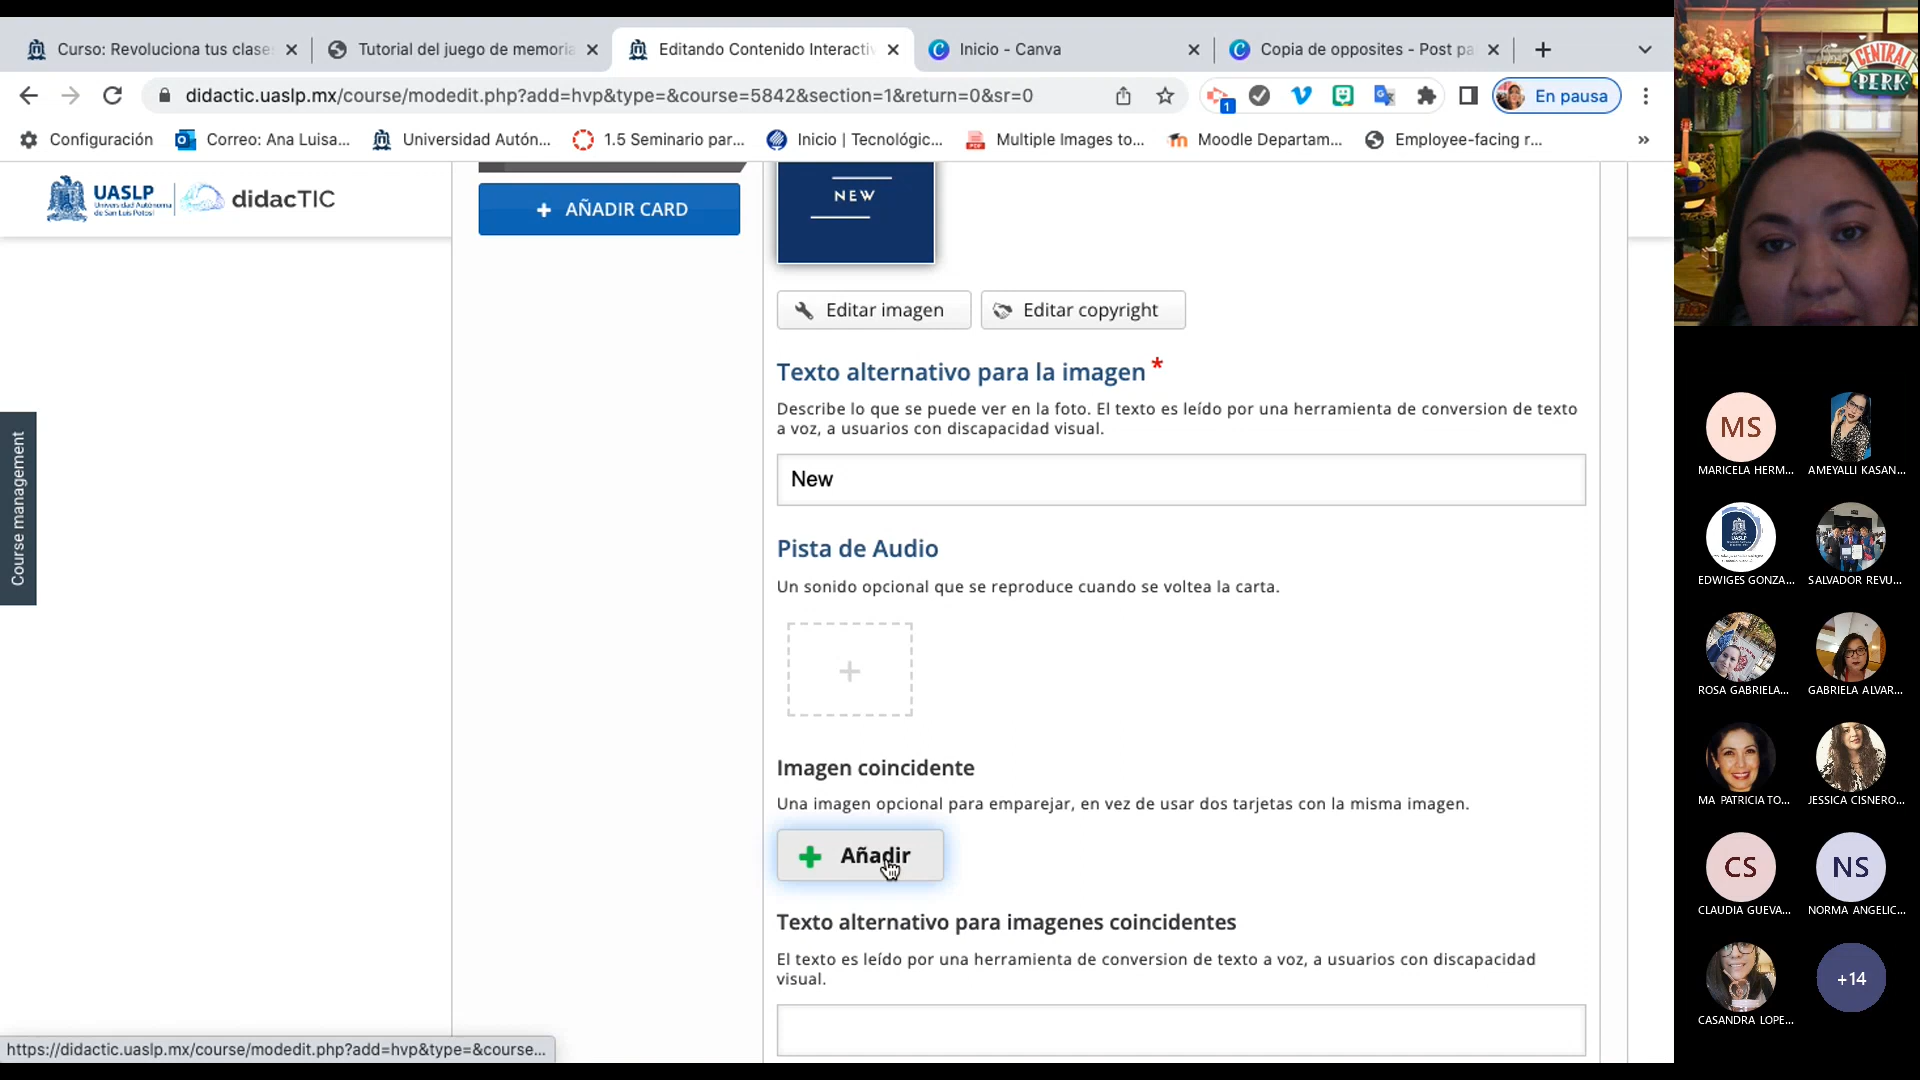 Curso: Revoluciona tus clase
Tutorial del juego de memoria
Editando Contenido Interactiv
Inicio - Canva
Copia de opposites - Post pa
didactic.uaslp.mx/course/modedit.php?add=hvp&type=&course=5842&section=1&return=0&sr=0
1
En pausa
Configuración
Correo: Ana Luisa...
Universidad Autón...
1.5 Seminario par...
Inicio | Tecnológic...
Multiple Images to...
Moodle Departam...
Employee-facing r...
»
UASLP
Universidad Autónoma
de San Luis Potosí
didacTIC
+ AÑADIR CARD
NEW
Editar imagen
Editar copyright
Texto alternativo para la imagen *
Describe lo que se puede ver en la foto. El texto es leído por una herramienta de conversion de texto
a voz, a usuarios con discapacidad visual.
New
Pista de Audio
Un sonido opcional que se reproduce cuando se voltea la carta.
Imagen coincidente
Una imagen opcional para emparejar, en vez de usar dos tarjetas con la misma imagen.
Añadir
Texto alternativo para imagenes coincidentes
El texto es leído por una herramienta de conversion de texto a voz, a usuarios con discapacidad
visual.
Course management
https://didactic.uaslp.mx/course/modedit.php?add=hvp&type=&course...
CENTRAL
PERK
MS
MARICELA HERM...
AMEYALLI KASAN...
UASLP
EDWIGES GONZA...
SALVADOR REVU...
ROSA GABRIELA...
GABRIELA ALVAR...
MA PATRICIA TO...
JESSICA CISNERO...
CS
CLAUDIA GUEVA...
NS
NORMA ANGELIC...
CASANDRA LOPE...
+14